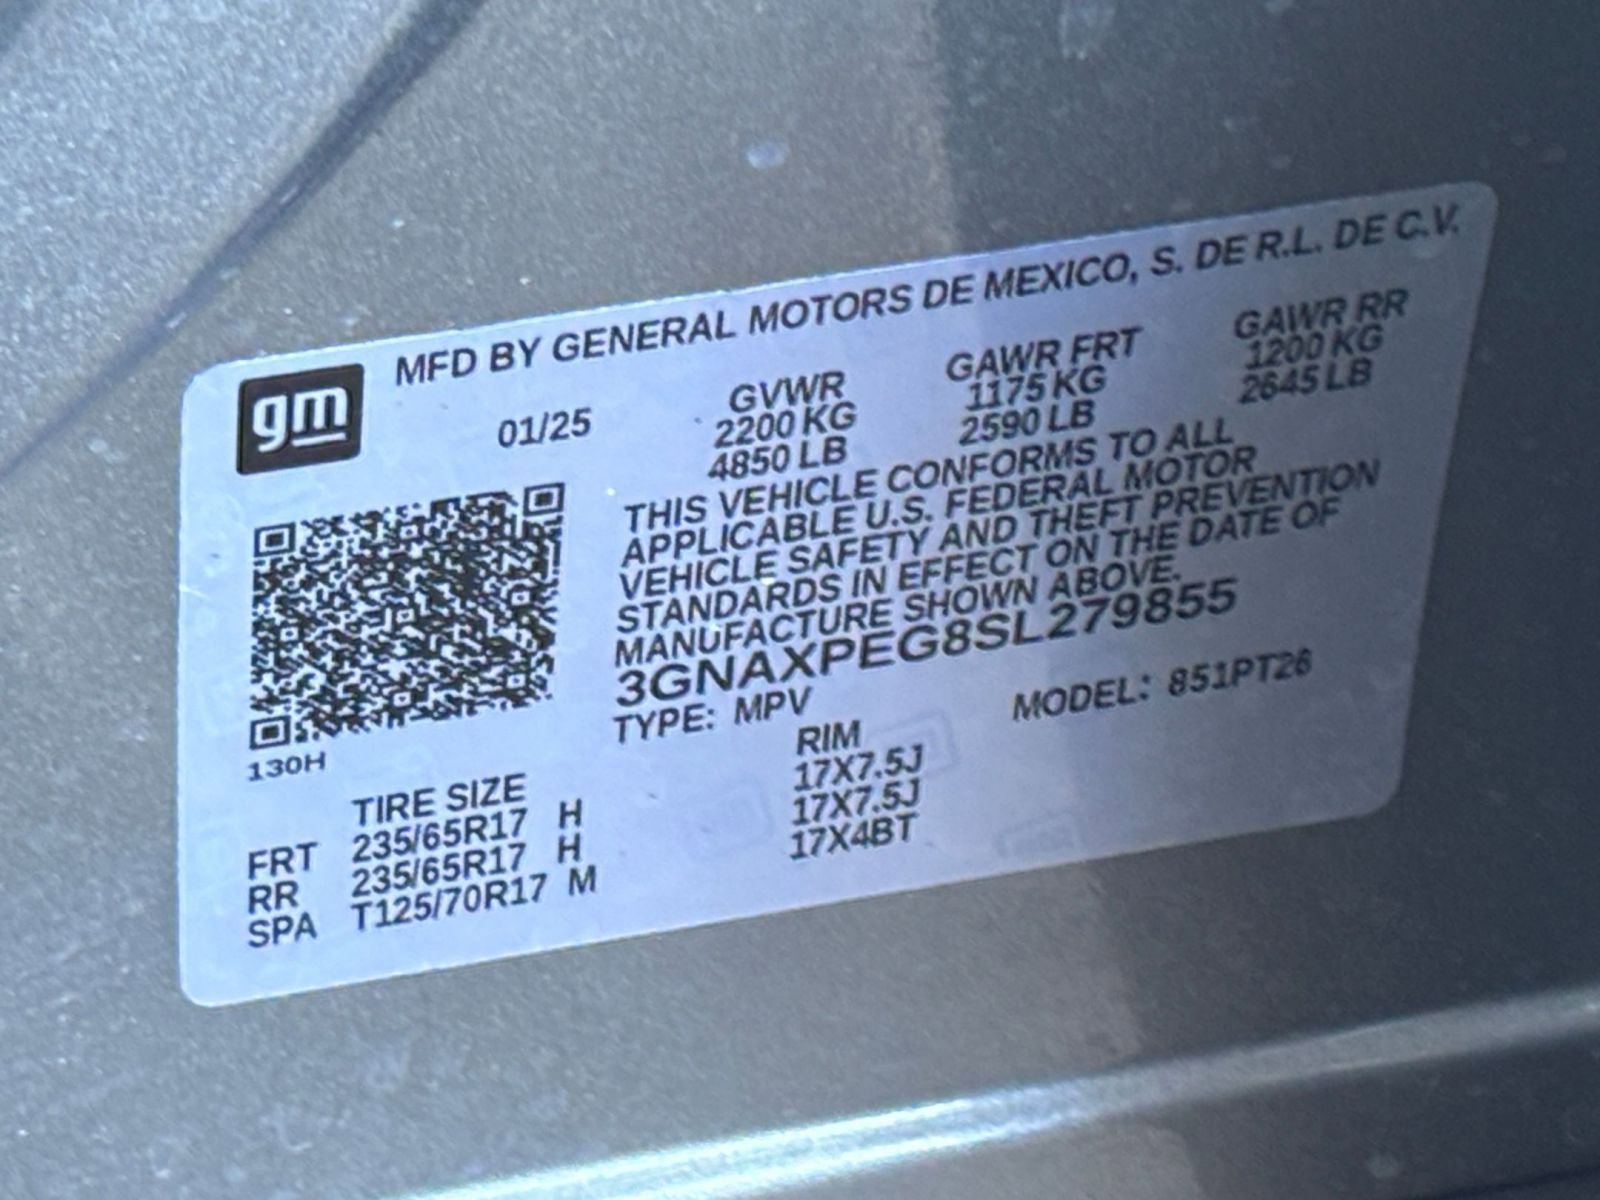 gm
MFD BY GENERAL MOTORS DE MEXICO, S. DE R.L. DE C.V.
01/25 GVWR GAWR FRT GAWR RR
2200 KG 1175 KG 1200 KG
4850 LB 2590 LB 2645 LB
THIS VEHICLE CONFORMS TO ALL
APPLICABLE U.S. FEDERAL MOTOR
VEHICLE SAFETY AND THEFT PREVENTION
STANDARDS IN EFFECT ON THE DATE OF
MANUFACTURE SHOWN ABOVE.
3GNAXPEG8SL279855
TYPE: MPV MODEL: 851PT26
130H
TIRE SIZE RIM
FRT 235/65R17 H 17X7.5J
RR 235/65R17 H 17X7.5J
SPA T125/70R17 M 17X4BT